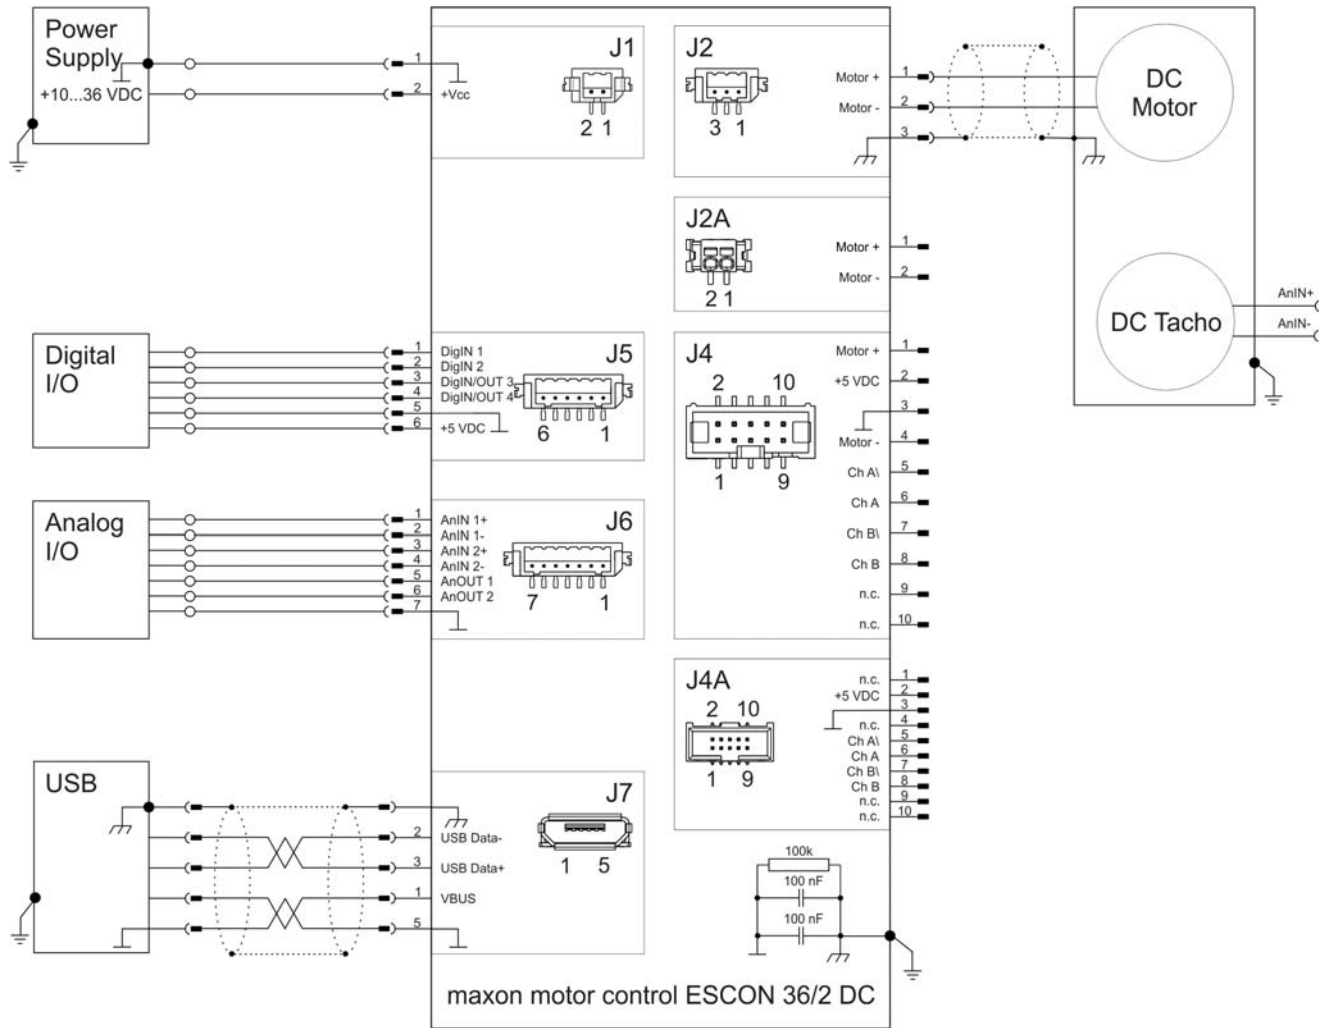 Power
Supply
+10...36 VDC
1
2
+Vcc
J1
2 1
J2
3 1
Motor +
1
Motor -
2
3
DC
Motor
J2A
2 1
Motor +
1
Motor -
2
DC Tacho
AnIN+
AnIN-
Digital
I/O
1
DigIN 1
2
DigIN 2
3
DigIN/OUT 3
4
DigIN/OUT 4
5
6
+5 VDC
J5
6 1
J4
2 10
1 9
Motor +
1
+5 VDC
2
3
Motor -
4
Ch A\
5
Ch A
6
Ch B\
7
Ch B
8
n.c.
9
n.c.
10
Analog
I/O
1
AnIN 1+
2
AnIN 1-
3
AnIN 2+
4
AnIN 2-
5
AnOUT 1
6
AnOUT 2
7
J6
7 1
J4A
2 10
1 9
n.c.
1
+5 VDC
2
3
n.c.
4
Ch A\
5
Ch A
6
Ch B\
7
Ch B
8
n.c.
9
n.c.
10
USB
2
USB Data-
3
USB Data+
1
VBUS
5
J7
1 5
100k
100 nF
100 nF
maxon motor control ESCON 36/2 DC